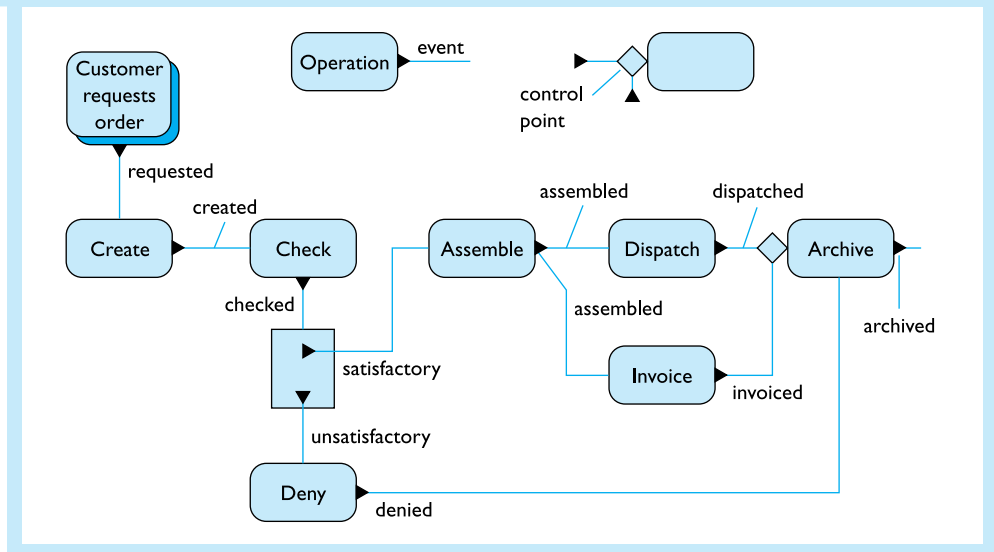 Customer
requests
order
Operation
event
control
point
requested
created
Create
Check
checked
satisfactory
unsatisfactory
Deny
denied
Assemble
assembled
assembled
Dispatch
dispatched
Invoice
invoiced
Archive
archived